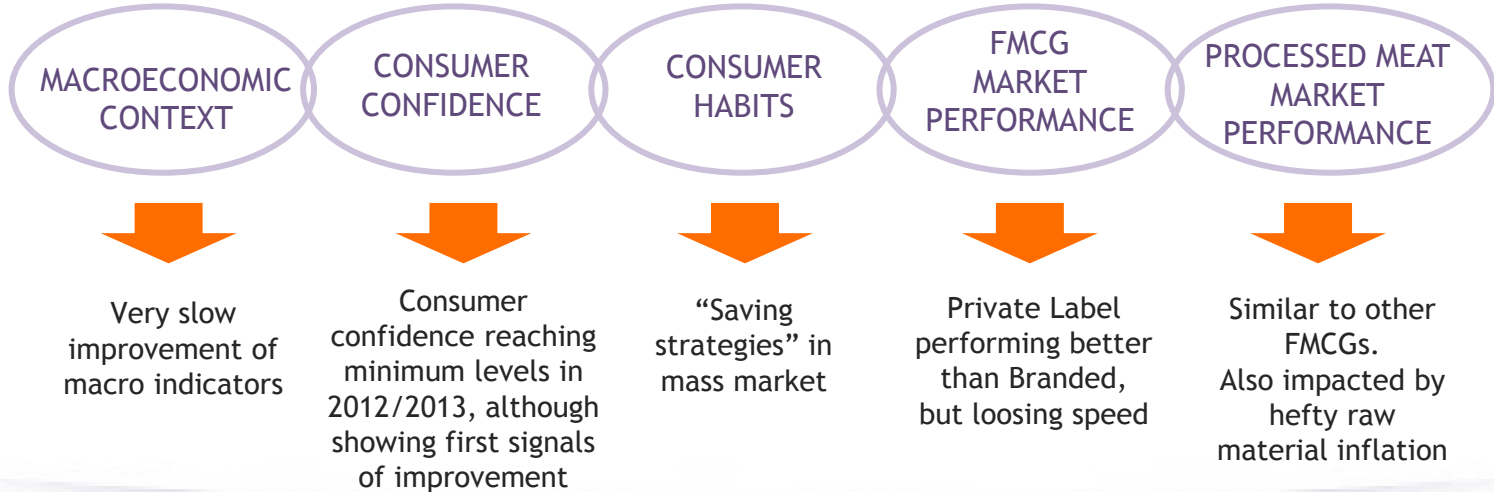 MACROECONOMIC
CONTEXT
CONSUMER
CONFIDENCE
CONSUMER
HABITS
FMCG
MARKET
PERFORMANCE
PROCESSED MEAT
MARKET
PERFORMANCE
Very slow
improvement of
macro indicators
Consumer
confidence reaching
minimum levels in
2012/2013, although
showing first signals
of improvement
“Saving
strategies” in
mass market
Private Label
performing better
than Branded,
but loosing speed
Similar to other
FMCGs.
Also impacted by
hefty raw
material inflation